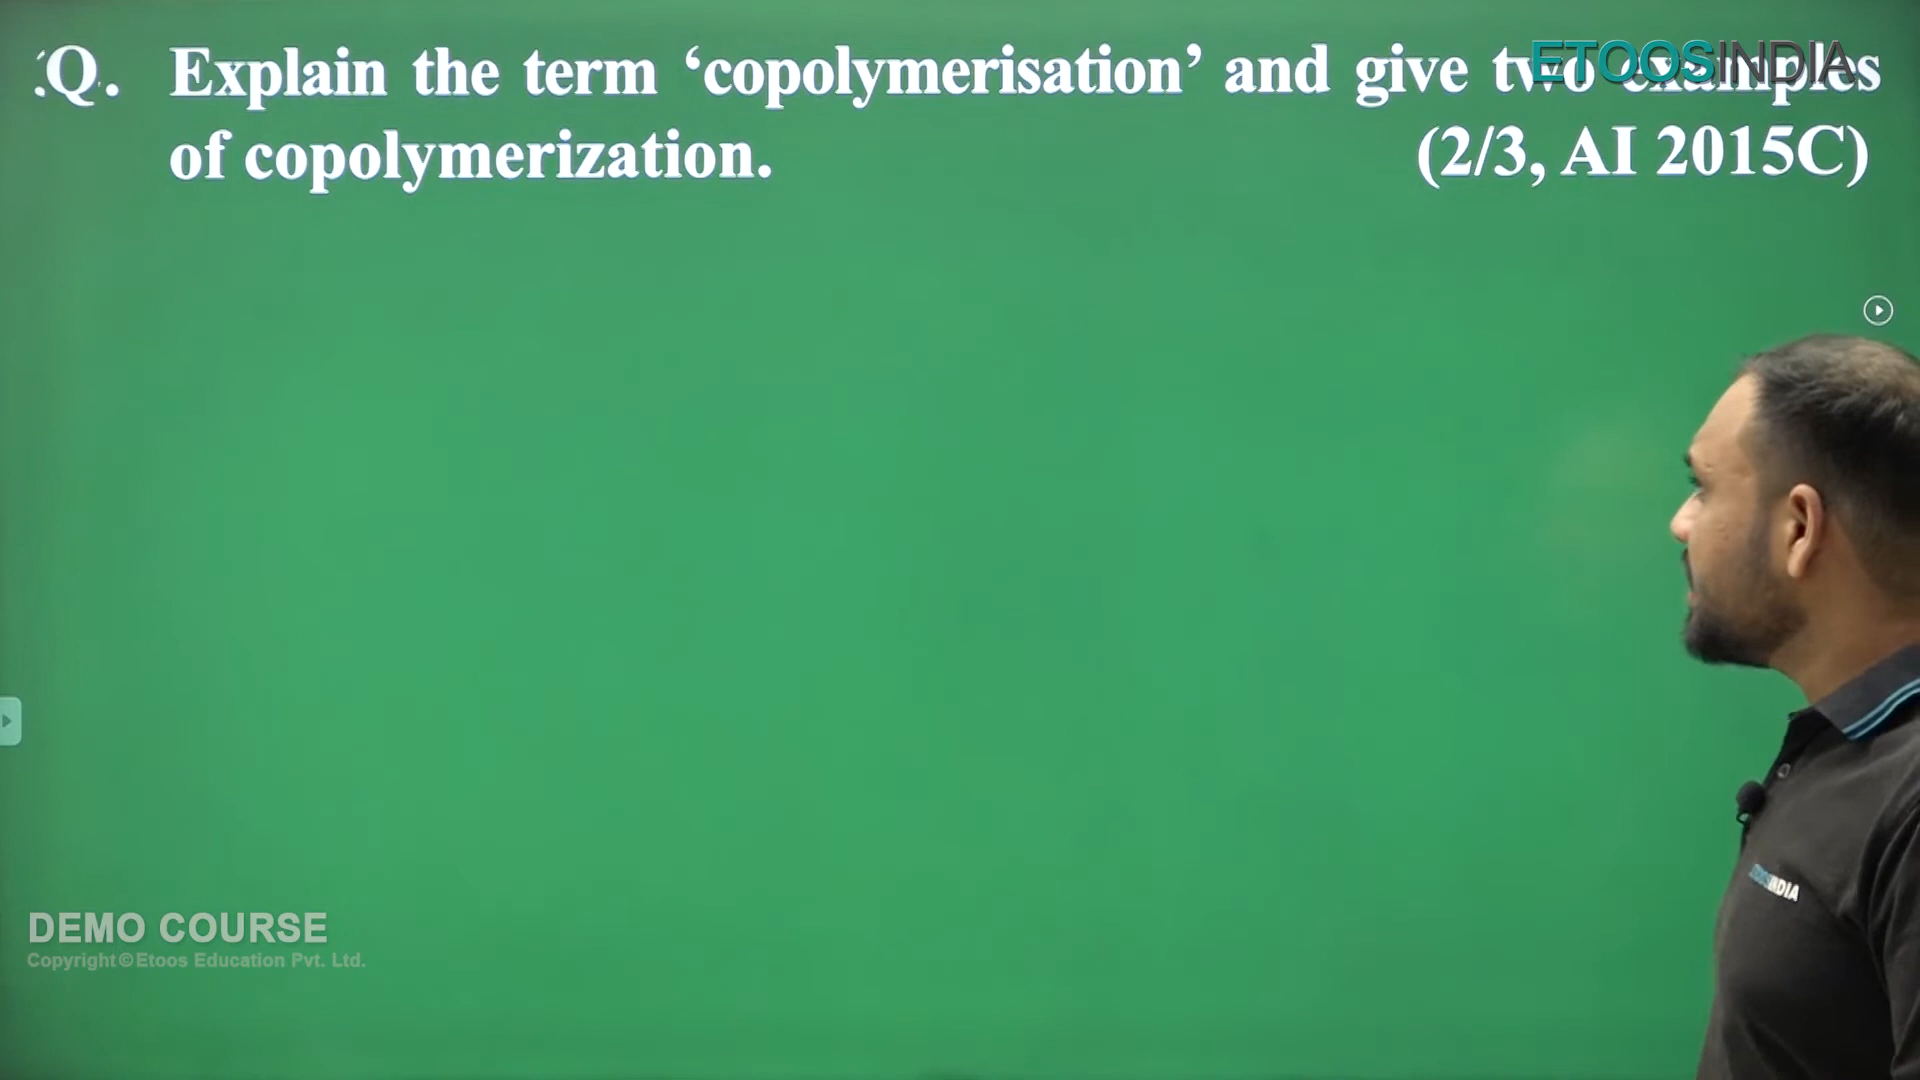 Q. Explain the term ‘copolymerisation’ and give two examples
ETOOSINDIA
of copolymerization. (2/3, AI 2015C)
ETOOSINDIA
DEMO COURSE
Copyright © Etoos Education Pvt. Ltd.